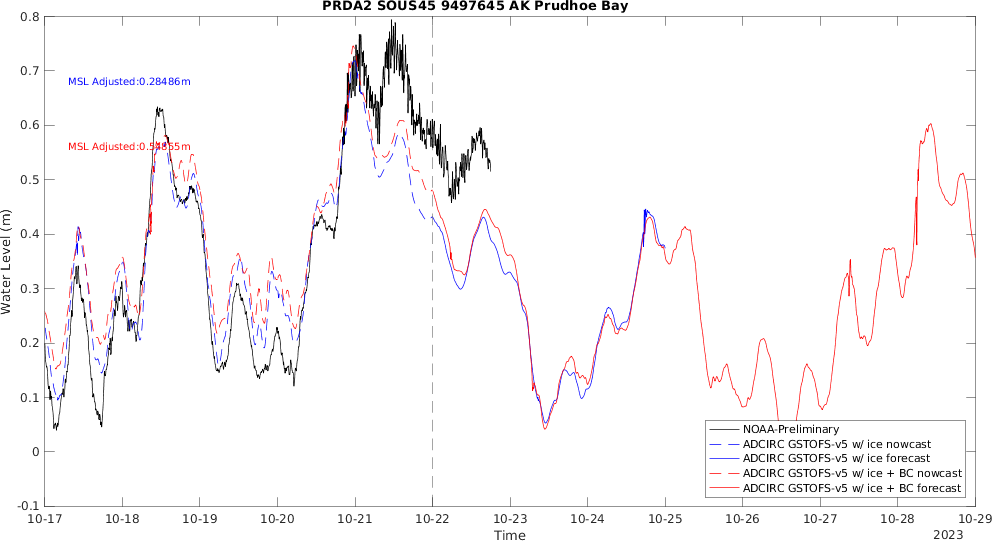 PRDA2 SOUS45 9497645 AK Prudhoe Bay
0.8
0.7
0.6
0.5
0.4
0.3
0.2
0.1
0
-0.1
Water Level (m)
MSL Adjusted:0.28486m
MSL
NOAA-Preliminary
ADCIRC GSTOFS-v5 w/ ice nowcast
ADCIRC GSTOFS-v5 w/ ice forecast
ADCIRC GSTOFS-v5 w/ ice + BC nowcast
ADCIRC GSTOFS-v5 w/ ice + BC forecast
10-17 10-18 10-19 10-20 10-21 10-22 10-23 10-24 10-25 10-26 10-27 10-28 10-29
Time
2023